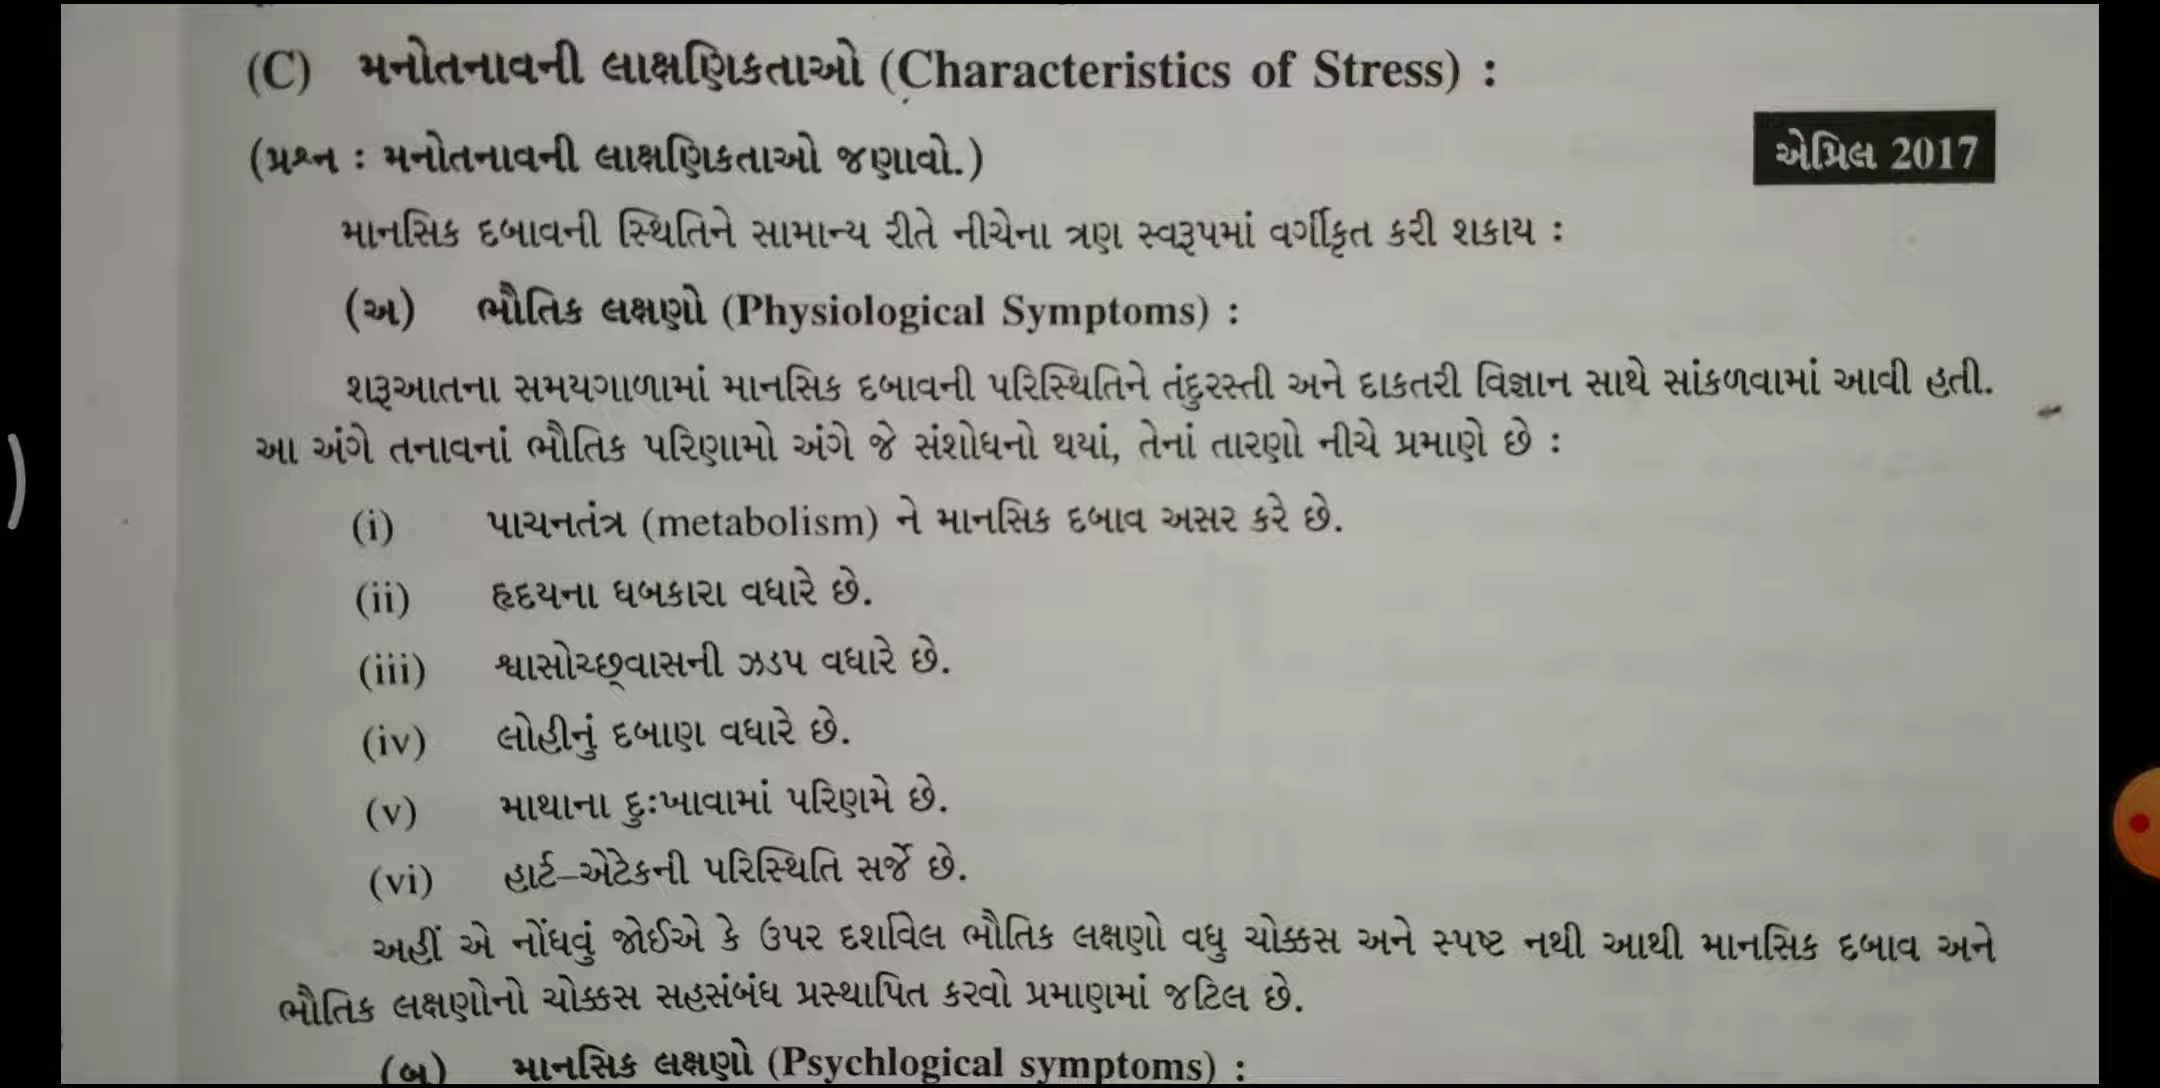 (C) મનોતનાવની લાક્ષણિકતાઓ (Characteristics of Stress) :
(પ્રશ્ન : મનોતનાવની લાક્ષણિકતાઓ જણાવો.)
એપ્રિલ 2017
માનસિક દબાવની સ્થિતિને સામાન્ય રીતે નીચેના ત્રણ સ્વરૂપમાં વર્ગીકૃત કરી શકાય :
(અ) ભૌતિક લક્ષણો (Physiological Symptoms) :
શરૂઆતના સમયગાળામાં માનસિક દબાવની પરિસ્થિતિને તંદુરસ્તી અને દાકતરી વિજ્ઞાન સાથે સાંકળવામાં આવી હતી.
આ અંગે તનાવનાં ભૌતિક પરિણામો અંગે જે સંશોધનો થયાં, તેનાં તારણો નીચે પ્રમાણે છે :
(i) પાચનતંત્ર (metabolism) ને માનસિક દબાવ અસર કરે છે.
(ii) હૃદયના ધબકારા વધારે છે.
(iii) શ્વાસોચ્છ્વાસની ઝડપ વધારે છે.
(iv) લોહીનું દબાણ વધારે છે.
(v) માથાના દુઃખાવામાં પરિણમે છે.
(vi) હાર્ટ-એટેકની પરિસ્થિતિ સર્જે છે.
અહીં એ નોંધવું જોઈએ કે ઉપર દર્શાવેલ ભૌતિક લક્ષણો વધુ ચોક્કસ અને સ્પષ્ટ નથી આથી માનસિક દબાવ અને
ભૌતિક લક્ષણોનો ચોક્કસ સહસંબંધ પ્રસ્થાપિત કરવો પ્રમાણમાં જટિલ છે.
(બ) માનસિક લક્ષણો (Psychlogical symptoms) :